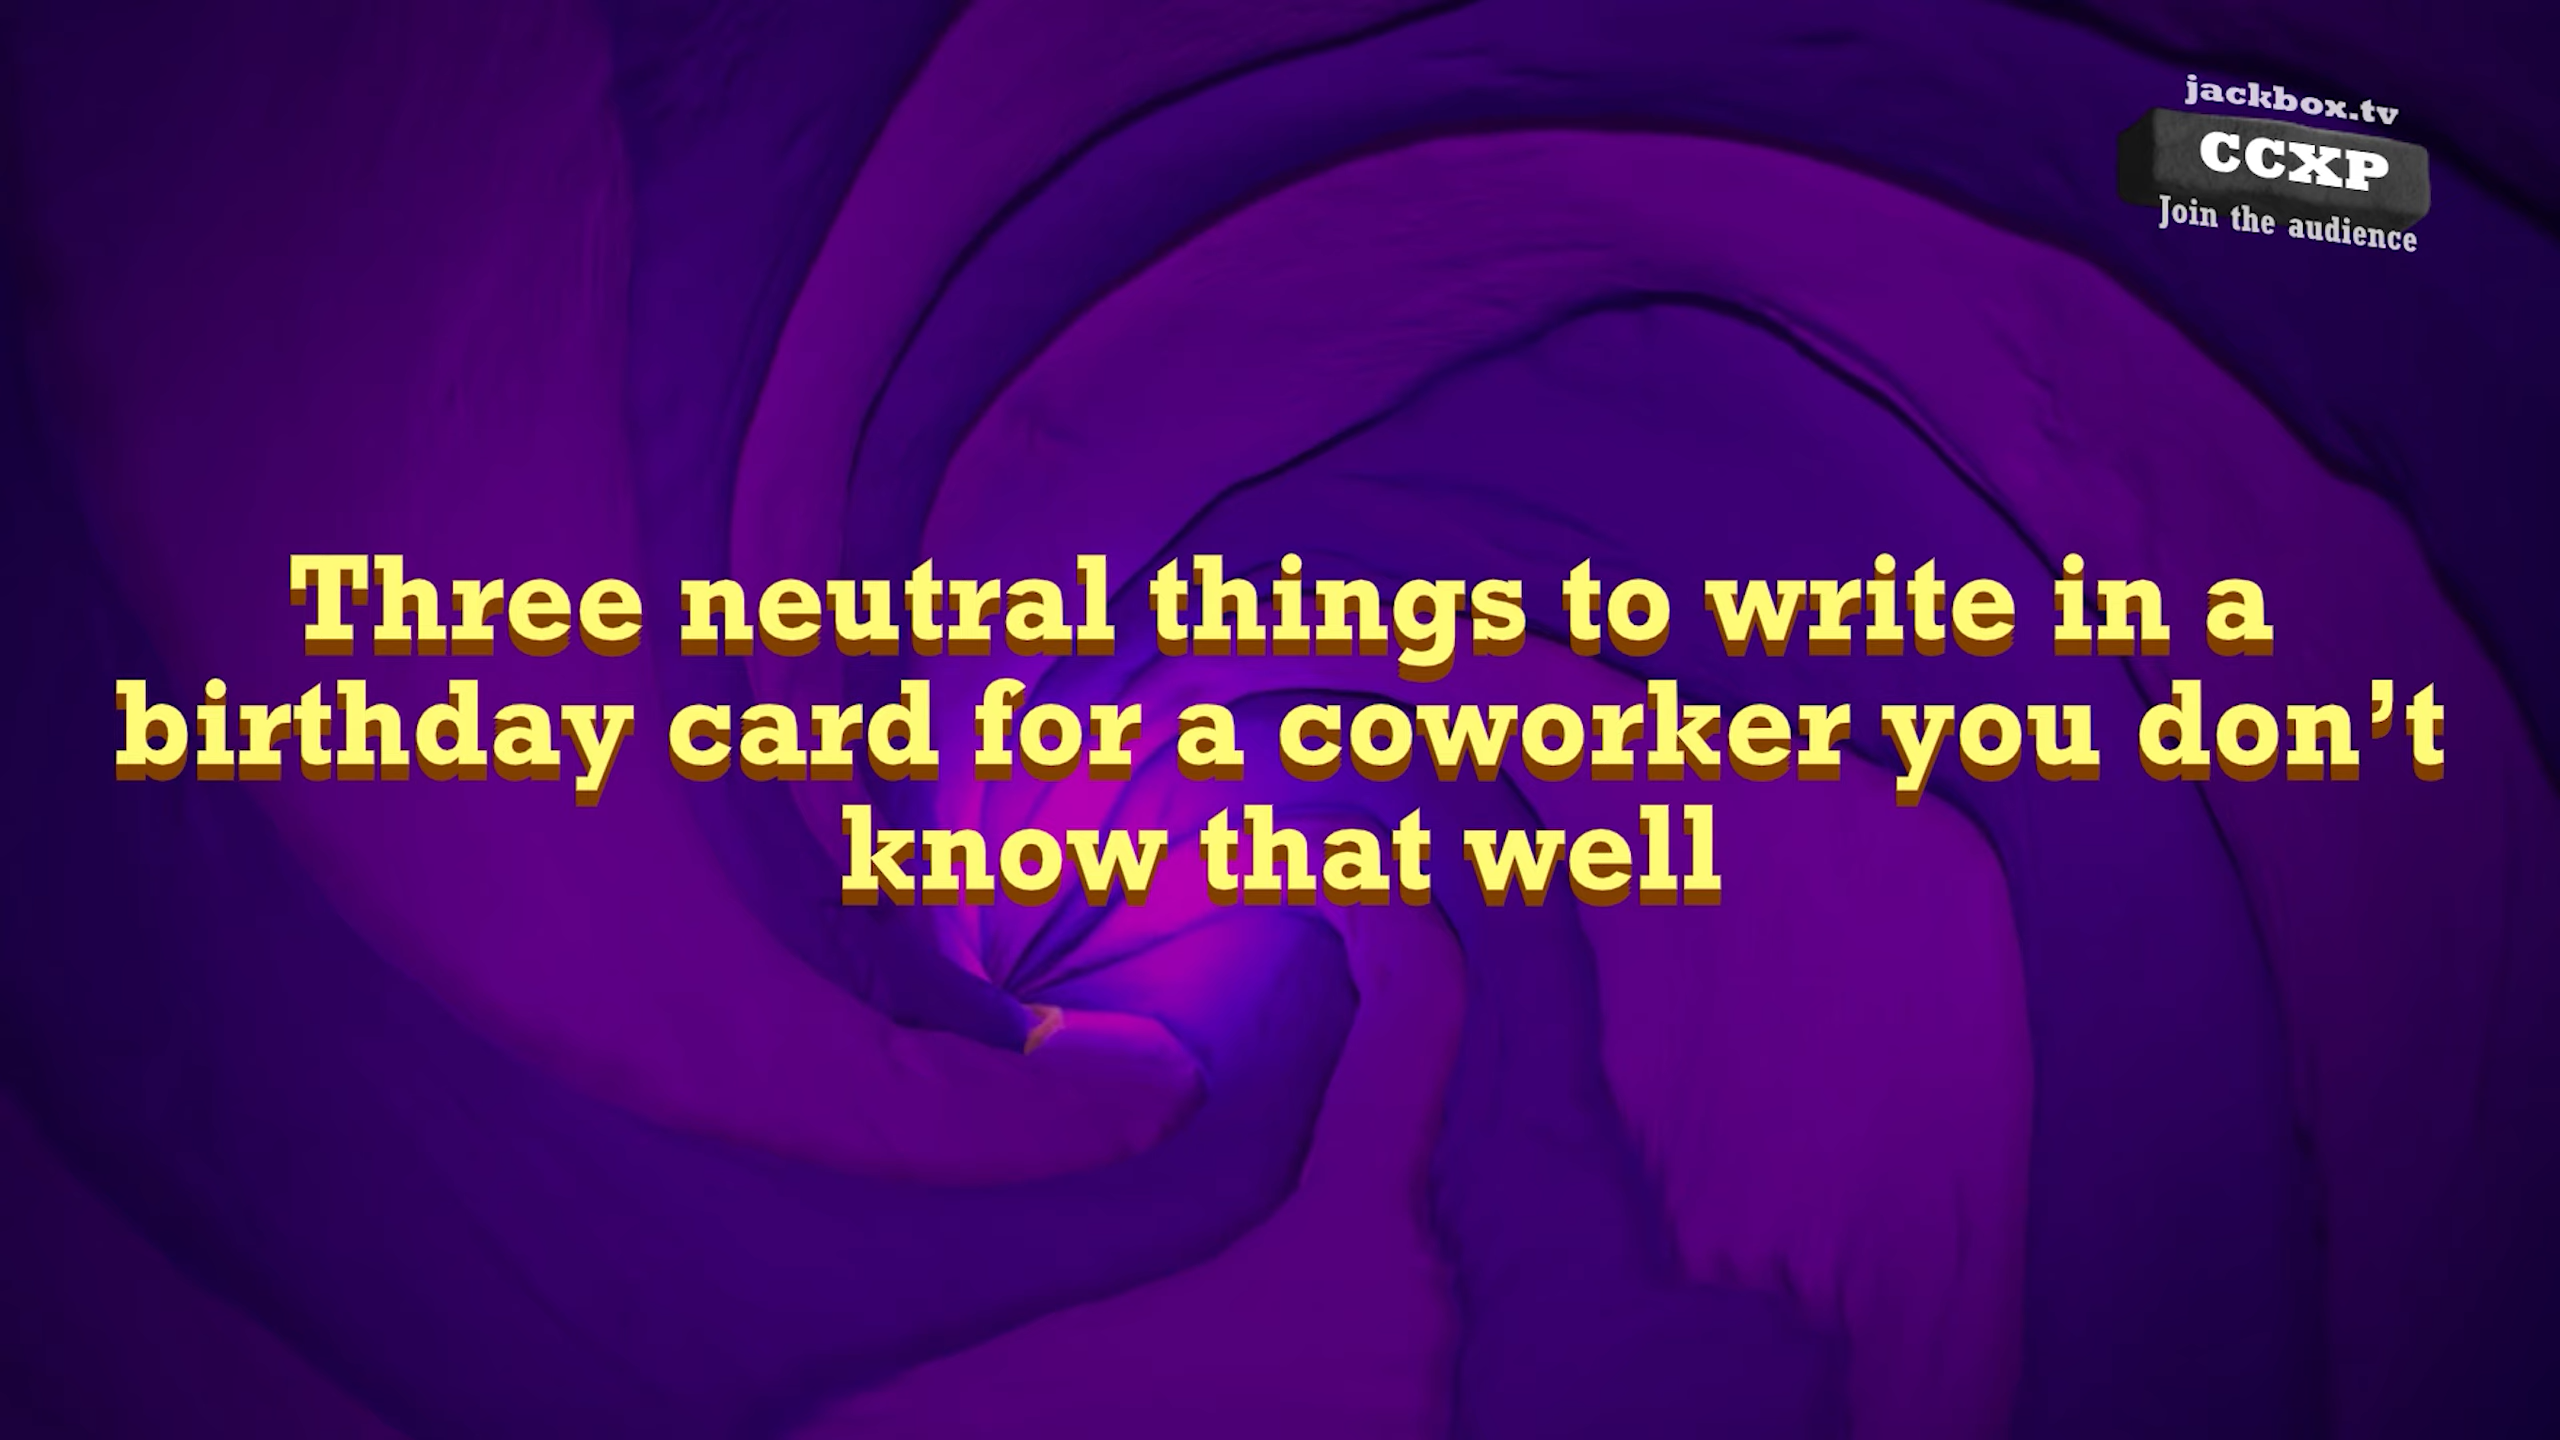 jackbox.tv
CCXP
Join the audience
Three neutral things to write in a
birthday card for a coworker you don’t
know that well